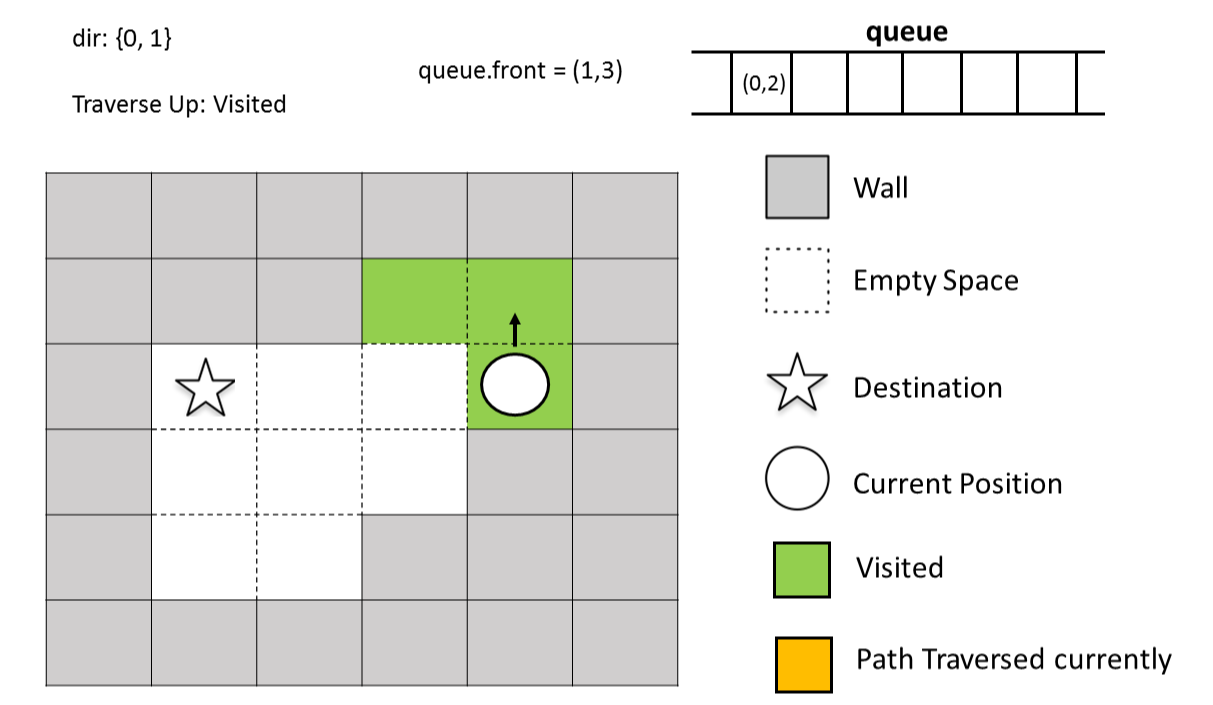 dir: {0, 1}
queue
queue.front = (1,3)
(0,2)
Traverse Up: Visited
Wall
Empty Space
Destination
Current Position
Visited
Path Traversed currently